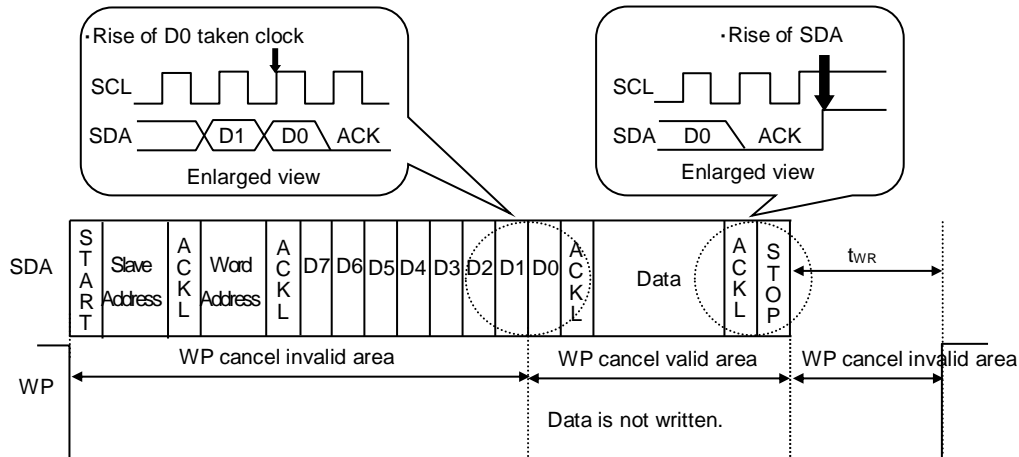 ・Rise of D0 taken clock
SCL
SDA D1 D0 ACK
Enlarged view
・Rise of SDA
SCL
SDA D0 ACK
Enlarged view
SDA START Slave Address ACKL Word Address ACKL D7 D6 D5 D4 D3 D2 D1 D0 ACKL Data ACKL STOP tWR
WP cancel invalid area WP cancel valid area WP cancel invalid area
WP
Data is not written.